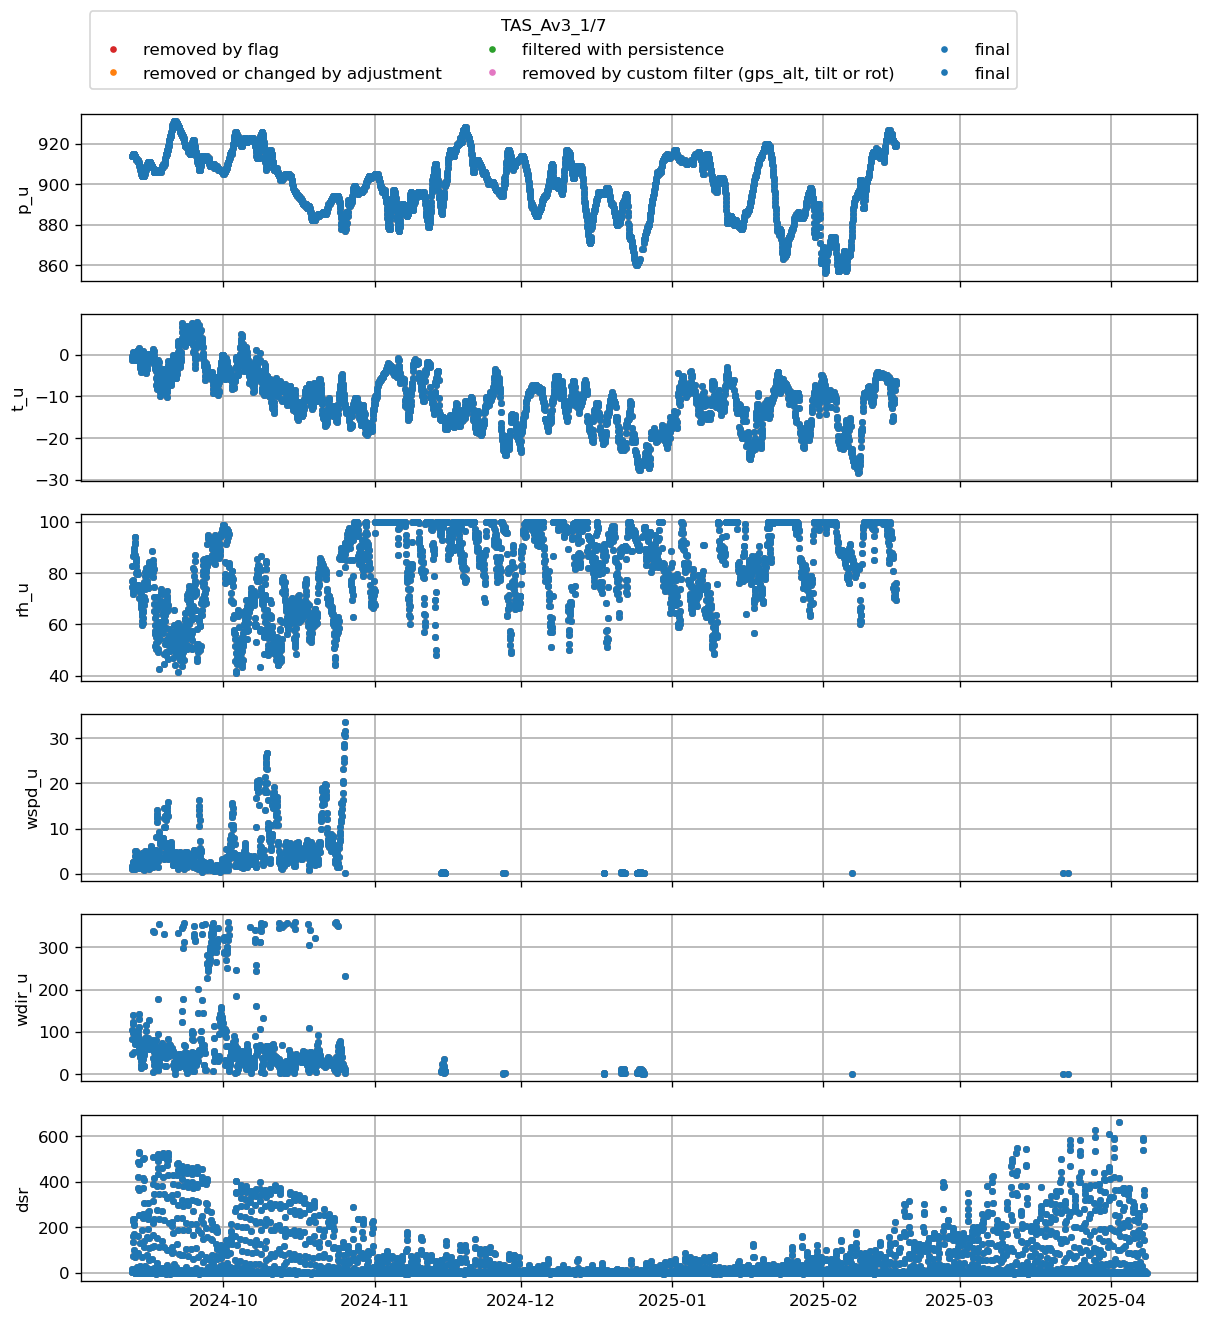 TAS_Av3_1/7
removed by flag
filtered with persistence
final
removed or changed by adjustment
removed by custom filter (gps_alt, tilt or rot)
final
920
900
880
860
p_u
0
−10
−20
−30
t_u
100
80
60
40
rh_u
30
20
10
0
wspd_u
300
200
100
0
wdir_u
600
400
200
0
dsr
2024-10
2024-11
2024-12
2025-01
2025-02
2025-03
2025-04